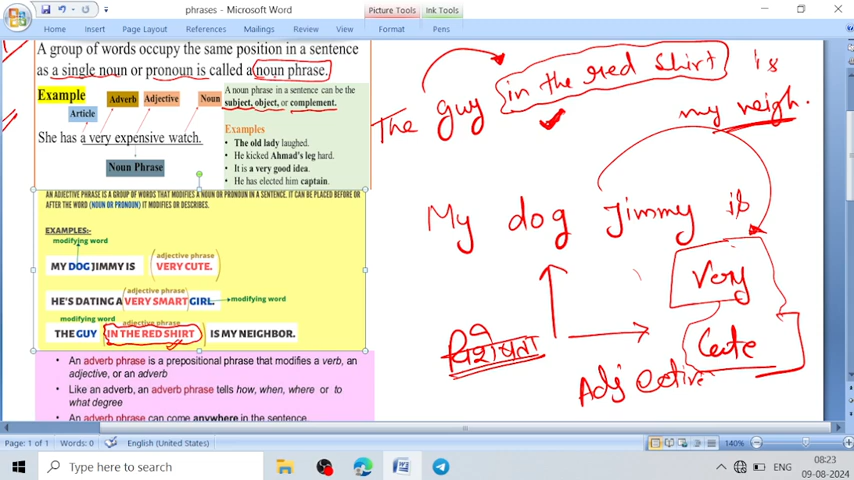 phrases - Microsoft Word
Picture Tools
Ink Tools
Home
Insert
Page Layout
References
Mailings
Review
View
Format
Pen
A group of words occupy the same position in a sentence
as a single noun or pronoun is called a noun phrase.
Example
Article
Adverb
Adjective
Noun
She has a very expensive watch.
Noun Phrase
A noun phrase in a sentence can be the
subject, object, or complement.
Examples
• The old lady laughed.
• He kicked Ahmad's leg hard.
• It is a very good idea.
• He has elected him captain.
AN ADJECTIVE PHRASE IS A GROUP OF WORDS THAT MODIFIES A NOUN OR PRONOUN IN A SENTENCE. IT CAN BE PLACED BEFORE OR
AFTER THE WORD (NOUN OR PRONOUN) IT MODIFIES OR DESCRIBES.
EXAMPLES:-
modifying word
adjective phrase
MY DOG JIMMY IS (VERY CUTE.)
adjective phrase
HE'S DATING A (VERY SMART) GIRL. modifying word
modifying word
adjective phrase
THE GUY (IN THE RED SHIRT) IS MY NEIGHBOR.
• An adverb phrase is a prepositional phrase that modifies a verb, an
adjective, or an adverb
• Like an adverb, an adverb phrase tells how, when, where or to
what degree
• An adverb phrase can come anywhere in the sentence.
The guy in the red shirt is
my neigh.
My dog Jimmy is
Very
Cute
विशेषता
Adjective
Page: 1 of 1
Words: 0
English (United States)
140%
Type here to search
ENG
08:23
09-08-2024